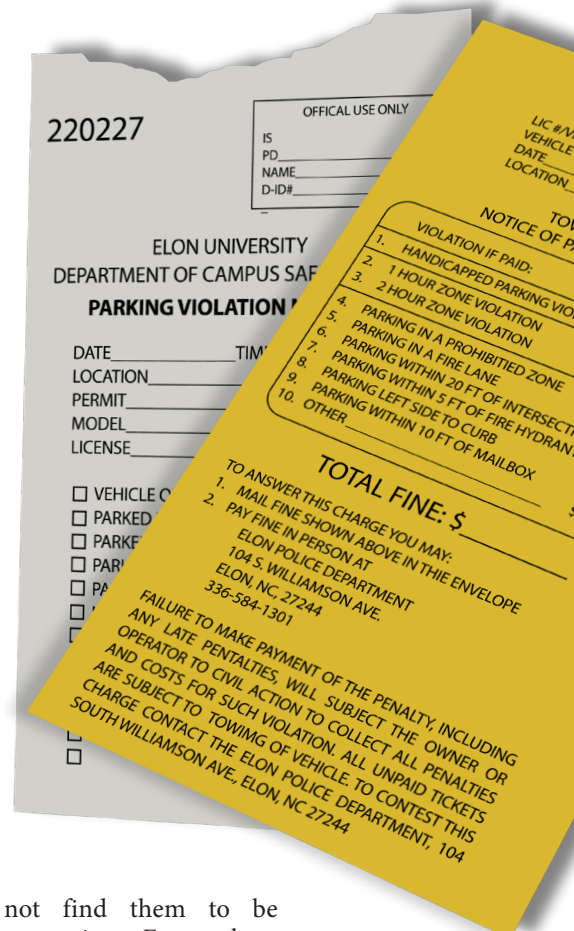 220227
OFFICAL USE ONLY
IS
PD
NAME
D-ID#
ELON UNIVERSITY
DEPARTMENT OF CAMPUS
PARKING VIOLATION
DATE
LOCATION
PERMIT
MODEL
LICENSE
VEHICLE
PARKED
LIC
VEHICLE
DATE
LOCATION
NOTICE OF
VIOLATION IF PAID:
1. HANDICAPPED PARKING
2. 1 HOUR ZONE VIOLATION
3. 2 HOUR ZONE VIOLATION
4. PARKING IN A PROHIBITED ZONE
5. PARKING IN A FIRE LANE
6. PARKING WITHIN 20 FT OF
7. PARKING WITHIN 5 FT OF FIRE HYDRANT
8. PARKING LEFT SIDE TO CURB
9. PARKING WITHIN 10 FT OF MAILBOX
10. OTHER
TOTAL FINE: $
TO ANSWER THIS CHARGE YOU MAY:
1. MAIL FINE SHOWN ABOVE IN THIE ENVELOPE
2. PAY FINE IN PERSON AT
ELON POLICE DEPARTMENT
104 S. WILLIAMSON AVE.
ELON, NC 27244
336-584-1301
FAILURE TO MAKE PAYMENT OF THE PENALTY, INCLUDING
ANY LATE PENTALTIES, WILL SUBJECT THE OWNER OR
OPERATOR TO CIVIL ACTION TO COLLECT ALL PENALTIES
AND COSTS FOR SUCH VIOLATION. ALL UNPAID TICKETS
ARE SUBJECT TO TOWIMG OF VEHICLE. TO CONTEST THIS
CHARGE CONTACT THE ELON POLICE DEPARTMENT, 104
SOUTH WILLIAMSON AVE., ELON, NC 27244
not find them to be